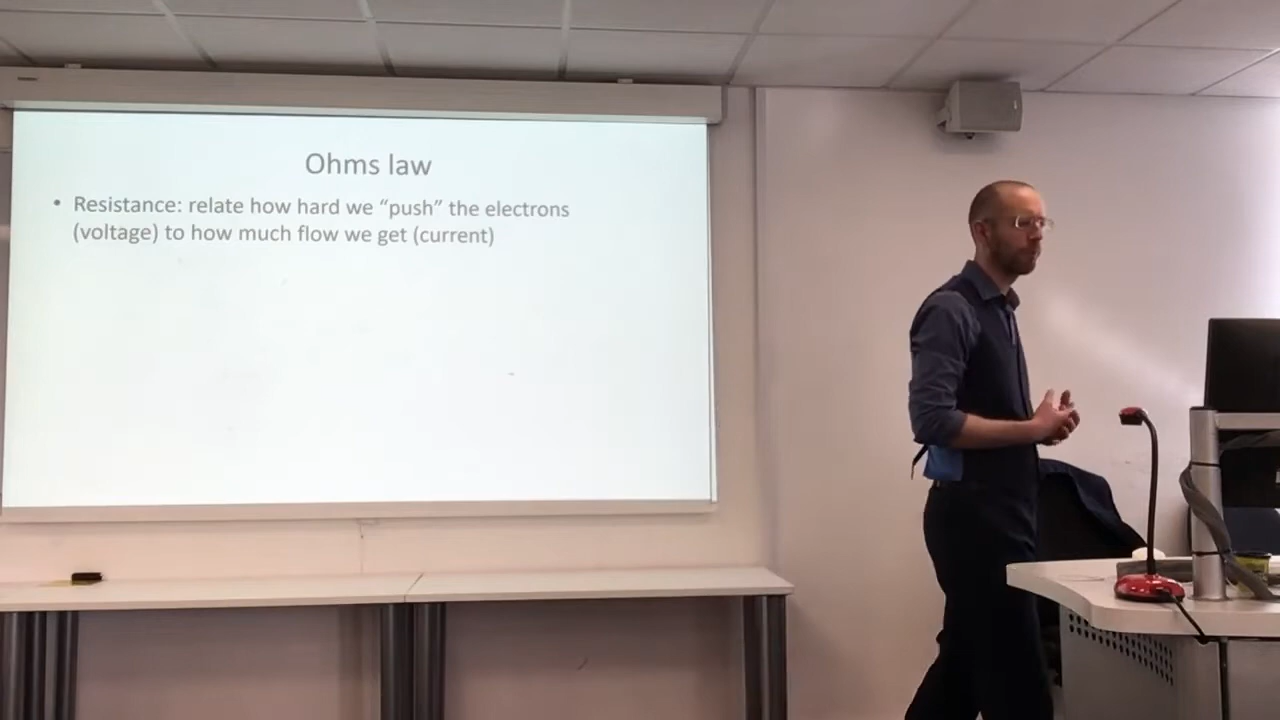 Ohms law
• Resistance: relate how hard we “push” the electrons
(voltage) to how much flow we get (current)